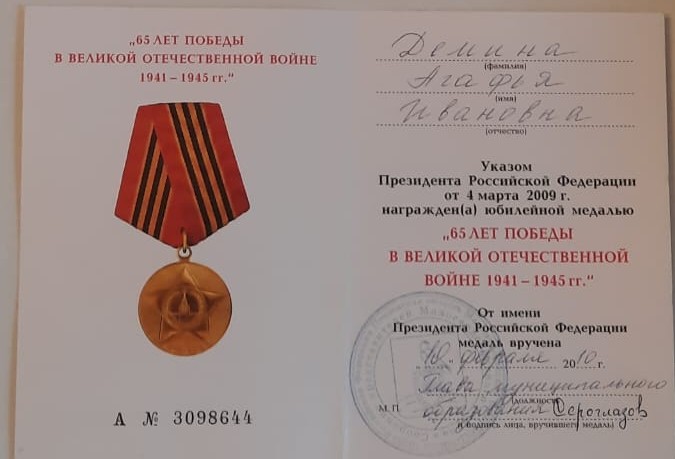 „65 ЛЕТ ПОБЕДЫ
В ВЕЛИКОЙ ОТЕЧЕСТВЕННОЙ ВОЙНЕ
1941 – 1945 гг.“
А № 3098644
Демина
(фамилия)
Агафья
(имя)
Ивановна
(отчество)
Указом
Президента Российской Федерации
от 4 марта 2009 г.
награжден(а) юбилейной медалью
„65 ЛЕТ ПОБЕДЫ
В ВЕЛИКОЙ ОТЕЧЕСТВЕННОЙ
ВОЙНЕ 1941 – 1945 гг.“
От имени
Президента Российской Федерации
медаль вручена
„10“ февраля 2010 г.
Глава муниципального
(должность
М.П. образования Сероглазов
и подпись лица, вручившего медаль)